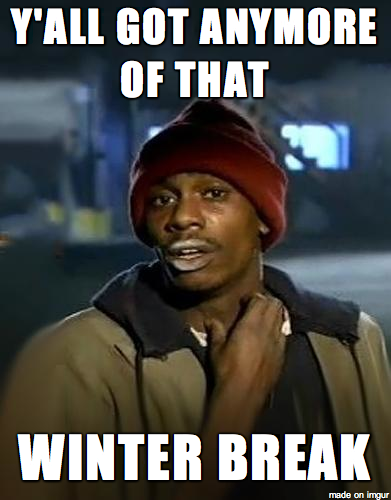 Y'ALL GOT ANYMORE
OF THAT
WINTER BREAK
made on imgur